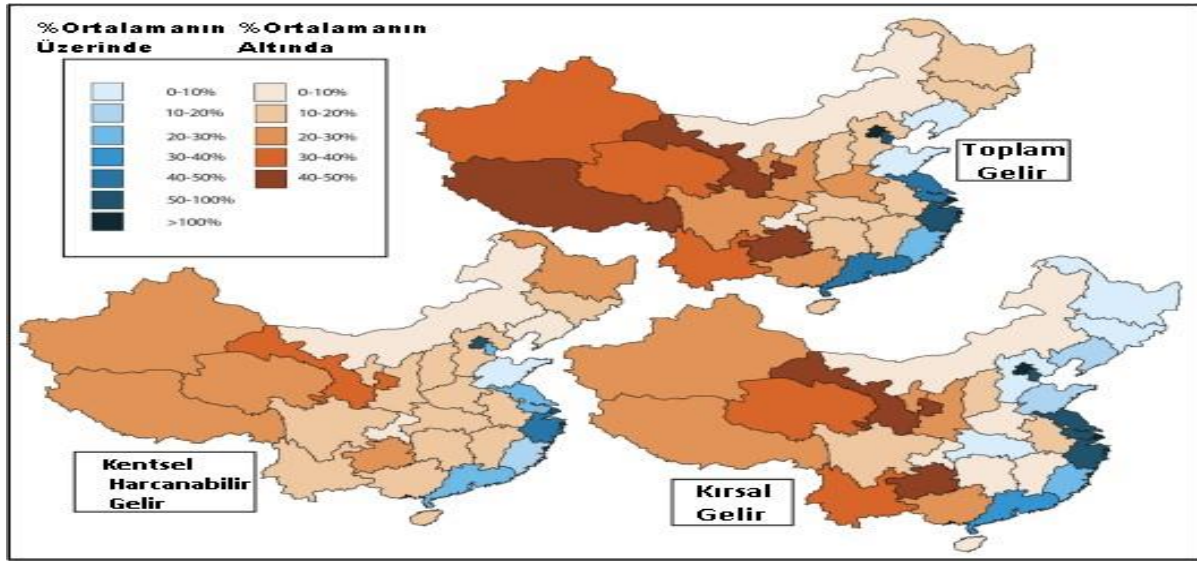 %Ortalamanın %Ortalamanın
Üzerinde Altında
0-10% 0-10%
10-20% 10-20%
20-30% 20-30%
30-40% 30-40%
40-50% 40-50%
50-100%
>100%
Toplam
Gelir
Kentsel
Harcanabilir
Gelir
Kırsal
Gelir